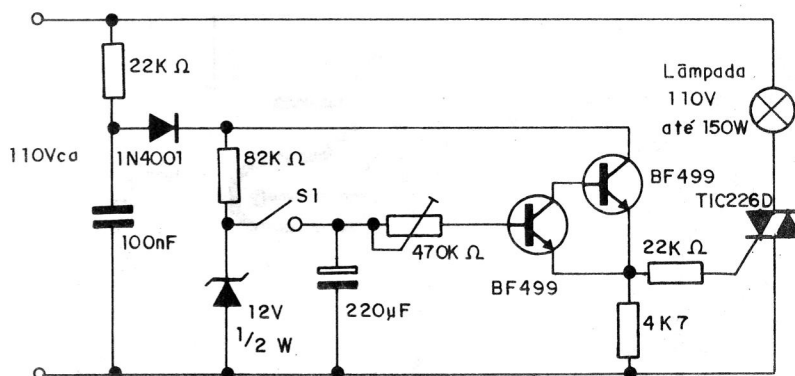 22K Ω
Lâmpada
110V
até 150W
110Vca
1N4001
82K Ω
S1
BF499
TIC226D
100nF
470K Ω
22K Ω
BF499
12V
1/2 W
220µF
4K7